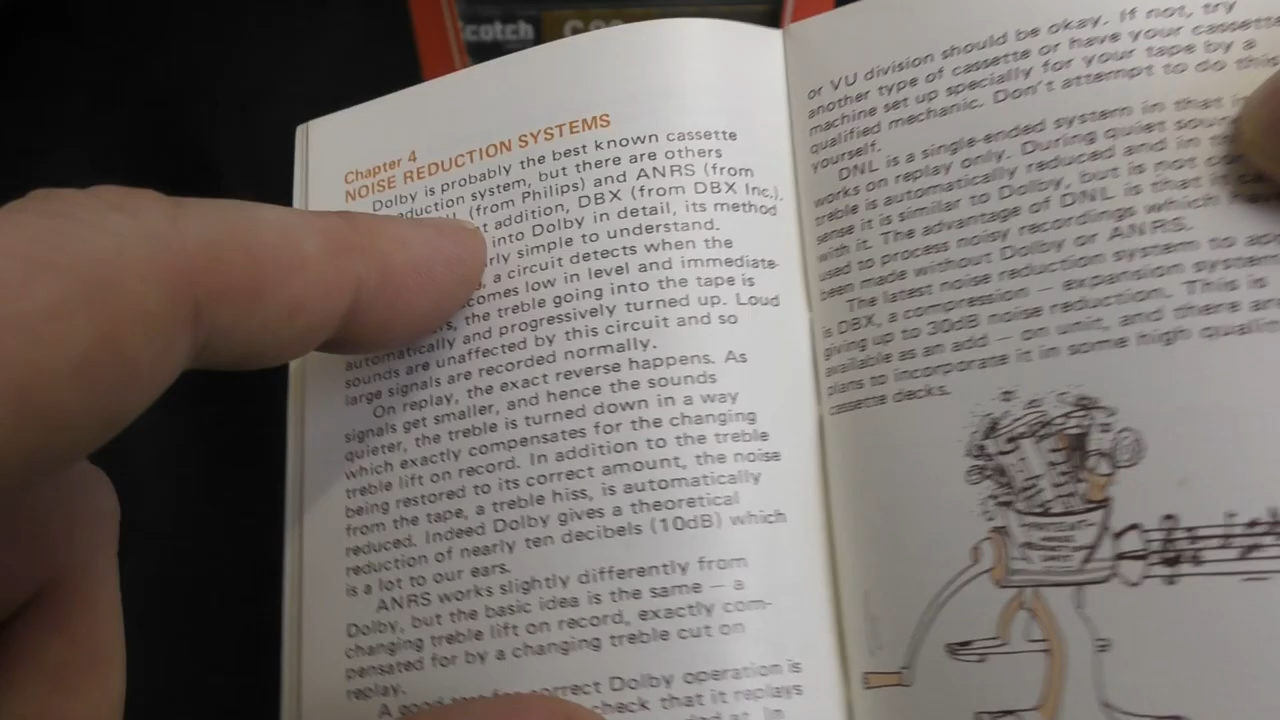 Scotch C90
Chapter 4
NOISE REDUCTION SYSTEMS
Dolby is probably the best known cassette
eduction system, but there are others
(from Philips) and ANRS (from
addition, DBX (from DBX Inc.).
into Dolby in detail, its method
rly simple to understand.
a circuit detects when the
comes low in level and immediate-
the treble going into the tape is
automatically and progressively turned up. Loud
sounds are unaffected by this circuit and so
large signals are recorded normally.
On replay, the exact reverse happens. As
signals get smaller, and hence the sounds
quieter, the treble is turned down in a way
which exactly compensates for the changing
treble lift on record. In addition to the treble
being restored to its correct amount, the noise
from the tape, a treble hiss, is automatically
reduced. Indeed Dolby gives a theoretical
reduction of nearly ten decibels (10dB) which
is a lot to our ears.
ANRS works slightly differently from
Dolby, but the basic idea is the same — a
changing treble lift on record, exactly com-
pensated for by a changing treble cut on
replay.
A good correct Dolby operation is
check that it replays
or VU division should be okay. If not, try
another type of cassette or have your cassette
machine set up specially for your tape by a
qualified mechanic. Don't attempt to do this
yourself.
DNL is a single-ended system in that
works on replay only. During quiet
treble is automatically reduced and in
sense it is similar to Dolby, but is not
with it. The advantage of DNL is that
used to process noisy recordings which
been made without Dolby or ANRS.
The latest noise reduction system to
is DBX, a compression — expansion system
giving up to 30dB noise reduction. This is
available as an add — on unit, and there are
plans to incorporate it in some high
cassette decks.